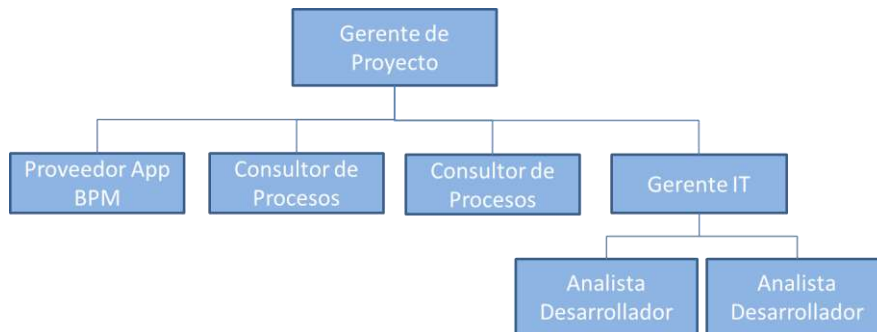 Gerente de
Proyecto
Proveedor App
BPM
Consultor de
Procesos
Consultor de
Procesos
Gerente IT
Analista
Desarrollador
Analista
Desarrollador